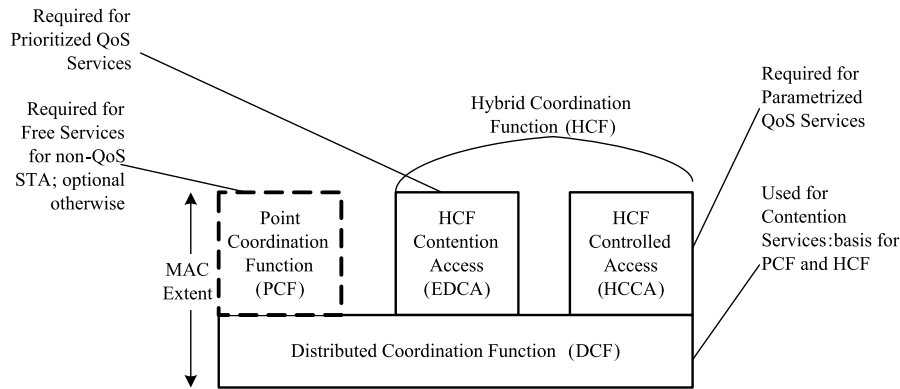 Required for
Prioritized QoS
Services
Required for
Free Services
for non-QoS
STA; optional
otherwise
Hybrid Coordination
Function (HCF)
Required for
Parametrized
QoS Services
Used for
Contention
Services:basis for
PCF and HCF
MAC
Extent
Point
Coordination
Function
(PCF)
HCF
Contention
Access
(EDCA)
HCF
Controlled
Access
(HCCA)
Distributed Coordination Function (DCF)